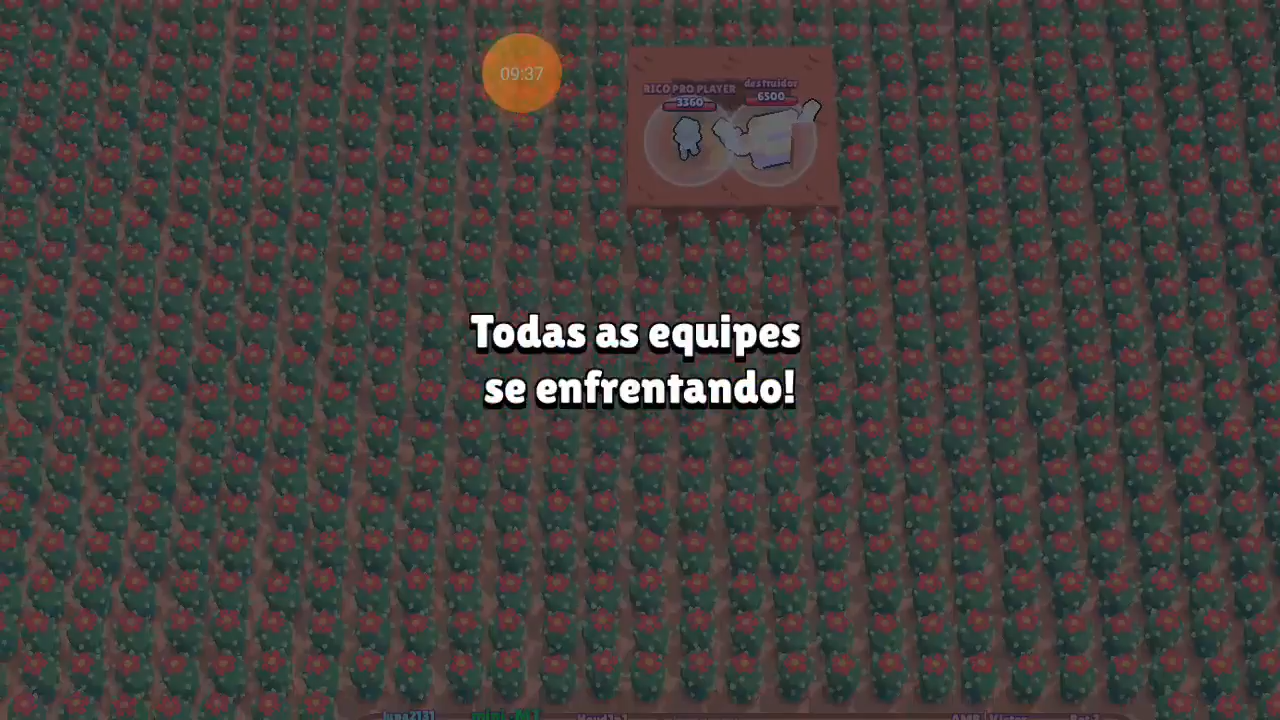 09:37
RICO PRO PLAYER
3360
destruidor
6500
Todas as equipes
se enfrentando!